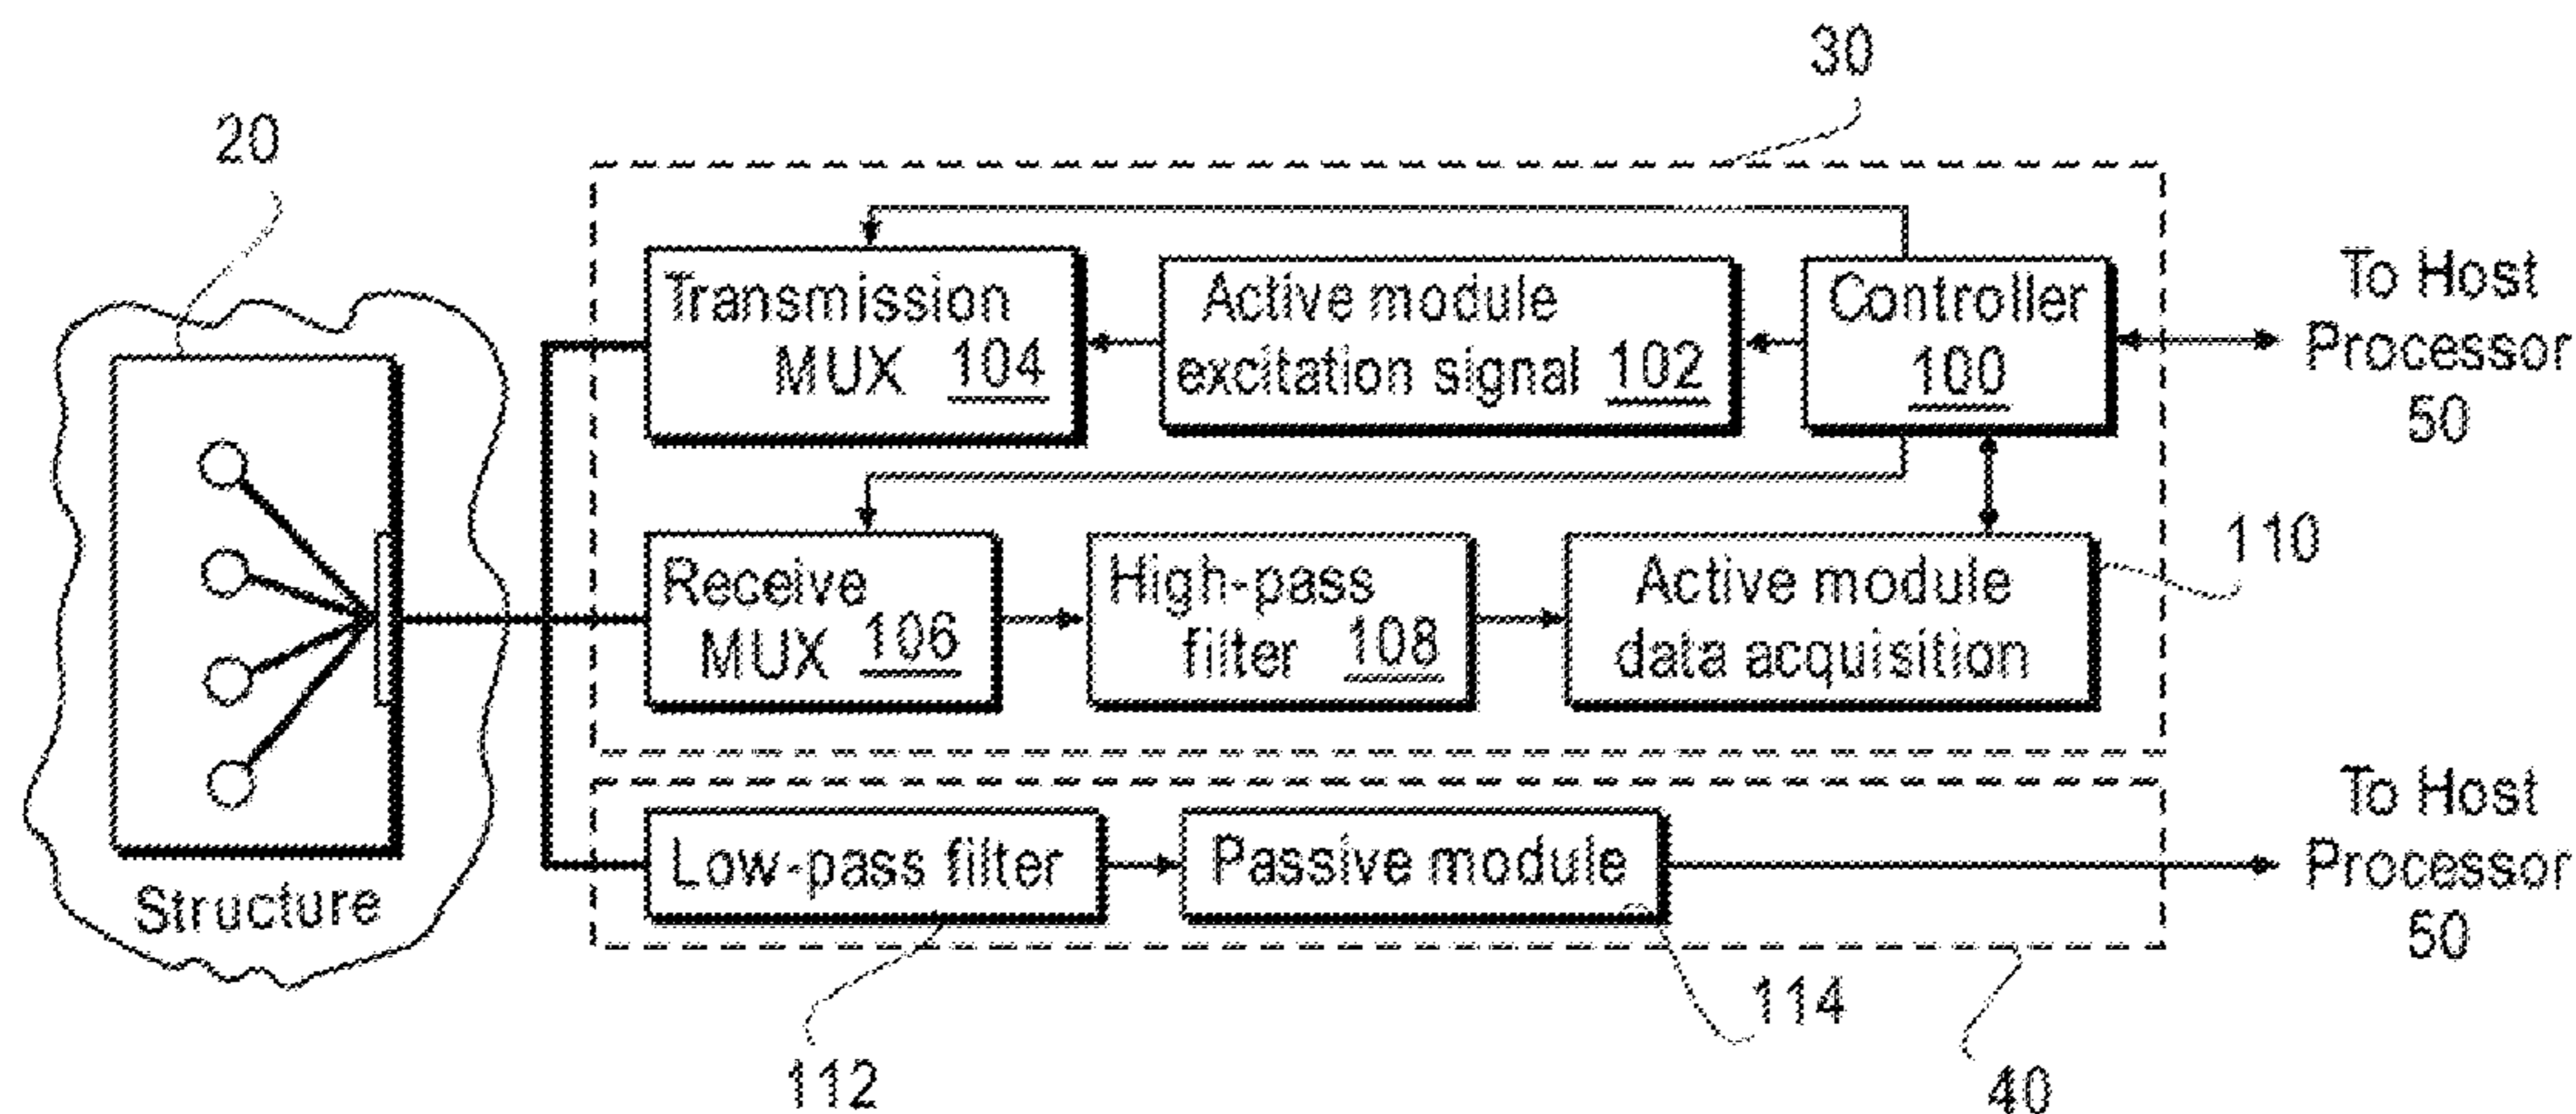 30
20
Transmission
MUX 104
Active module
excitation signal 102
Controller
100
To Host
Processor
50
Receive
MUX 106
High-pass
filter 108
Active module
data acquisition
110
Structure
Low-pass filter
Passive module
To Host
Processor
50
112
114
40